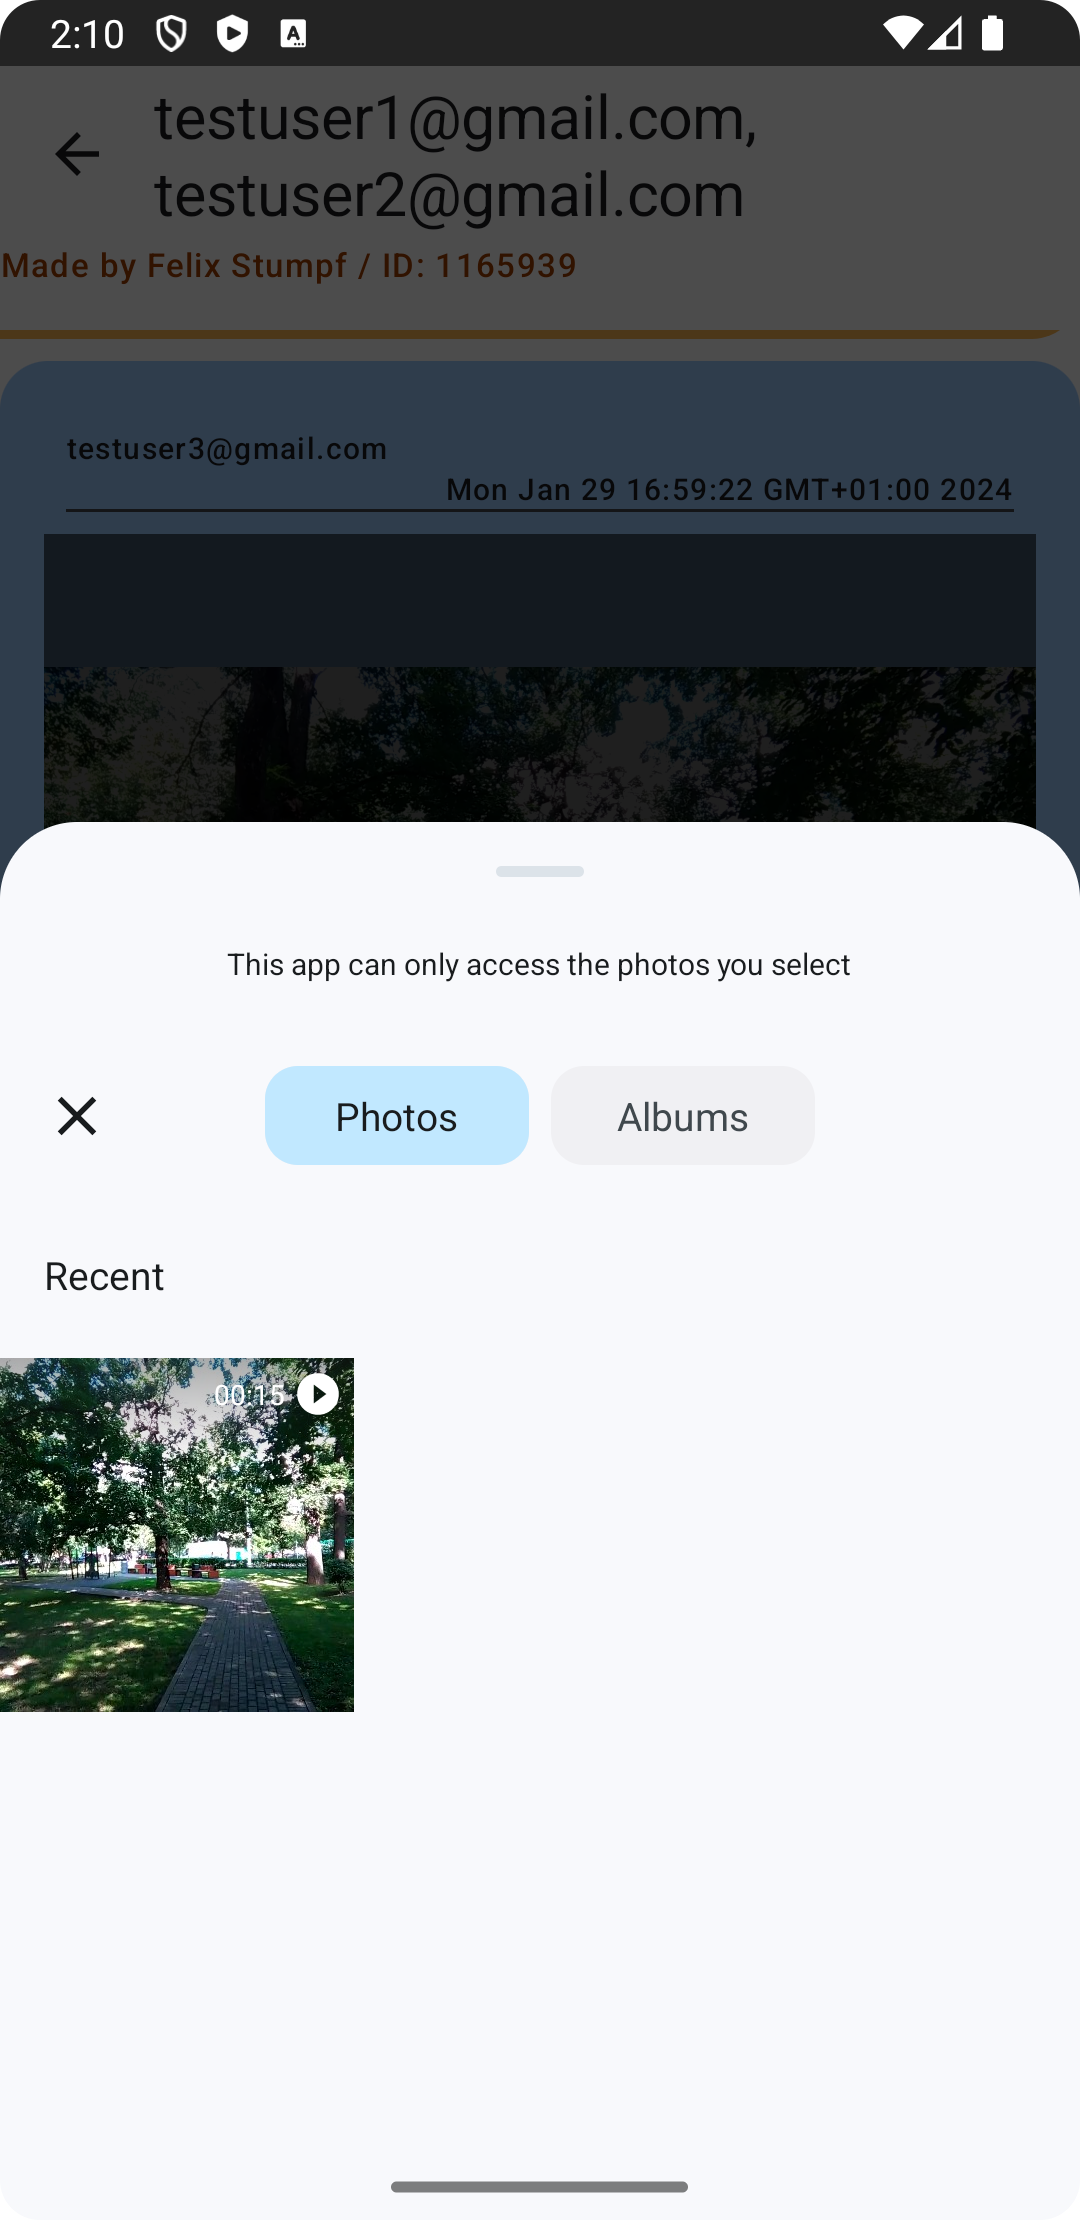 2:10
testuser1@gmail.com,
testuser2@gmail.com
Made by Felix Stumpf / ID: 1165939
testuser3@gmail.com
Mon Jan 29 16:59:22 GMT+01:00 2024
This app can only access the photos you select
Photos
Albums
Recent
00:15